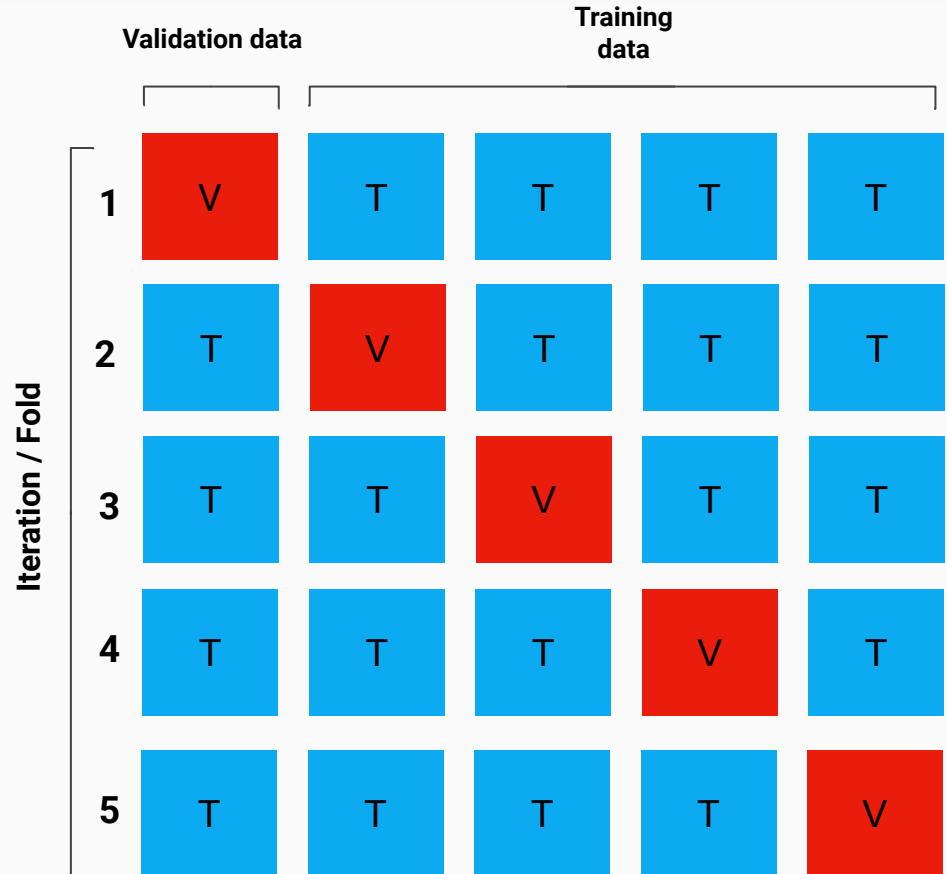 Validation data
Training
data
Iteration / Fold
1
V T T T T
2
T V T T T
3
T T V T T
4
T T T V T
5
T T T T V